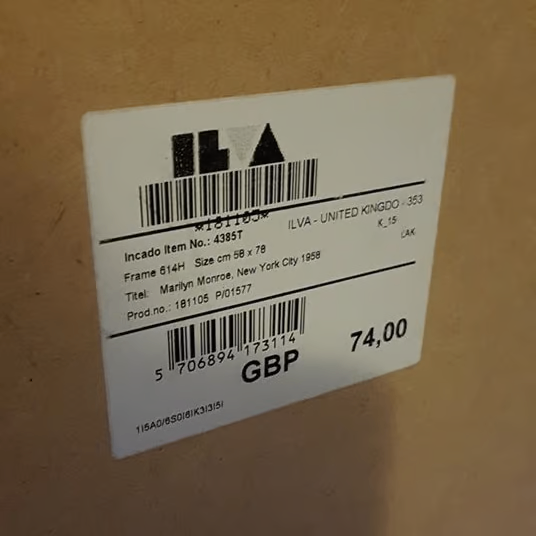 ILVA
*181105*
ILVA - UNITED KINGDO - 353
Incado Item No.: 4385T
K_15
Frame 614H Size cm 58 x 78
Titel: Marilyn Monroe, New York City 1958
Prod.no.: 181105 P/01577
5 706894 173114
GBP 74,00